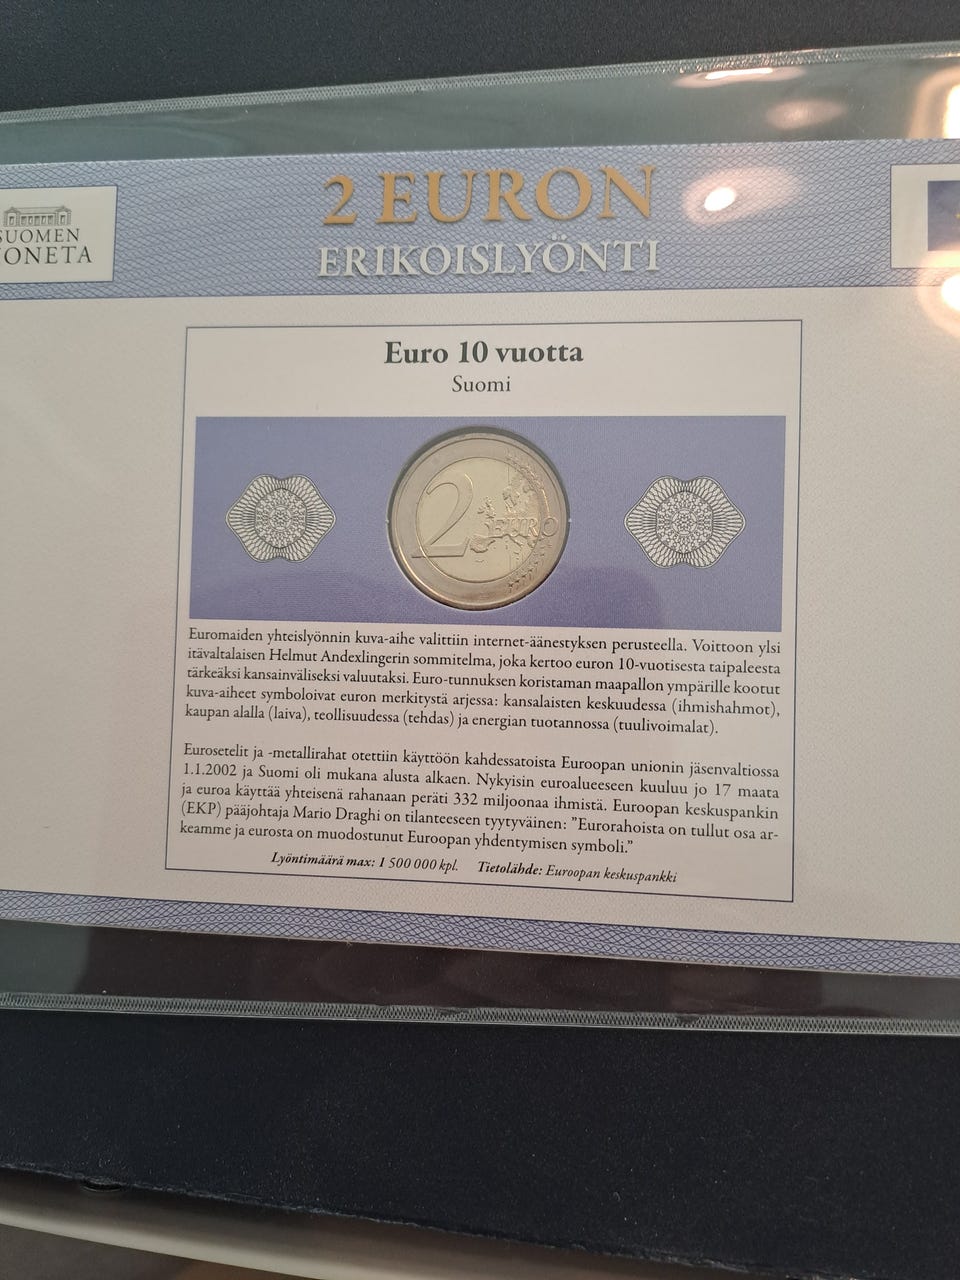 2 EURON
ERIKOISLYÖNTI
SUOMEN
MONETA
Euro 10 vuotta
Suomi
2 EURO
Euromaiden yhteislyönnin kuva-aihe valittiin internet-äänestyksen perusteella. Voittoon ylsi
itävaltalaisen Helmut Andexlingerin sommitelma, joka kertoo euron 10-vuotisesta taipaleesta
tärkeäksi kansainväliseksi valuutaksi. Euro-tunnuksen koristaman maapallon ympärille kootut
kuva-aiheet symboloivat euron merkitystä arjessa: kansalaisten keskuudessa (ihmishahmot),
kaupan alalla (laiva), teollisuudessa (tehdas) ja energian tuotannossa (tuulivoimalat).
Eurosetelit ja -metallirahat otettiin käyttöön kahdessatoista Euroopan unionin jäsenvaltiossa
1.1.2002 ja Suomi oli mukana alusta alkaen. Nykyisin euroalueeseen kuuluu jo 17 maata
ja euroa käyttää yhteisenä rahanaan peräti 332 miljoonaa ihmistä. Euroopan keskuspankin
(EKP) pääjohtaja Mario Draghi on tilanteeseen tyytyväinen: ”Eurorahoista on tullut osa ar-
keamme ja eurosta on muodostunut Euroopan yhdentymisen symboli.”
Lyöntimäärä max: 1 500 000 kpl. Tietolähde: Euroopan keskuspankki